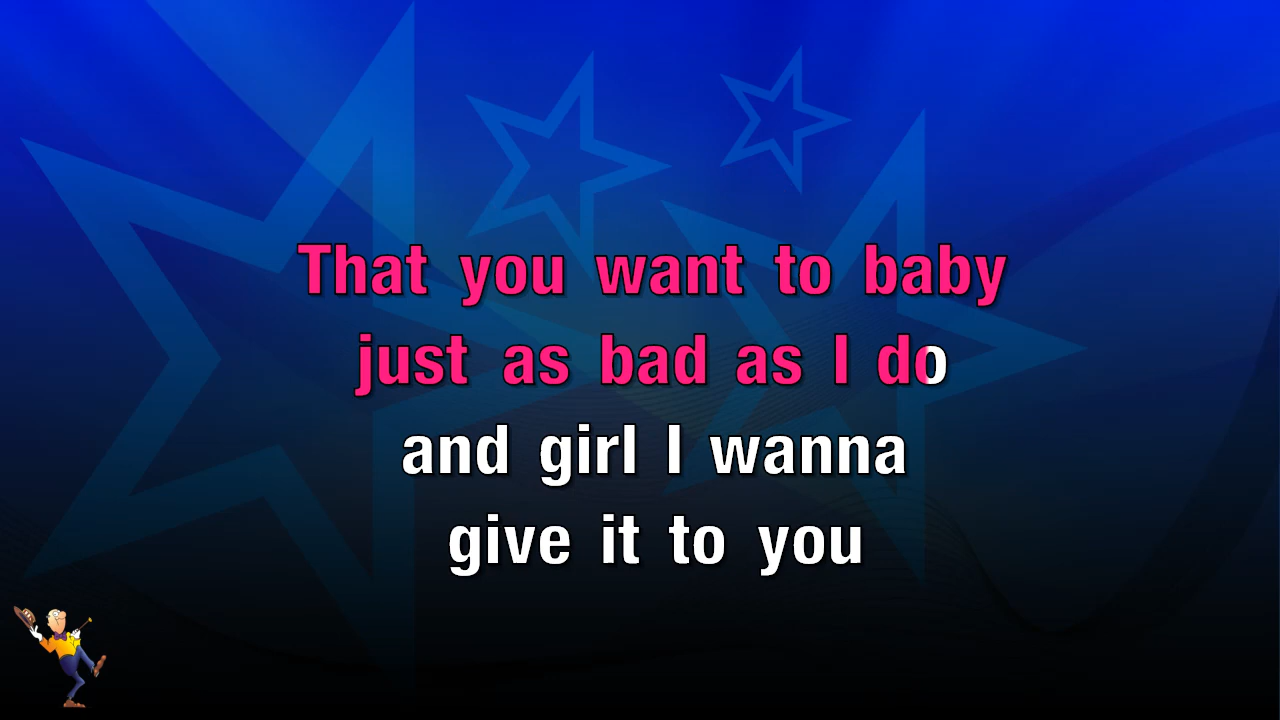 That you want to baby
just as bad as I do
and girl I wanna
give it to you